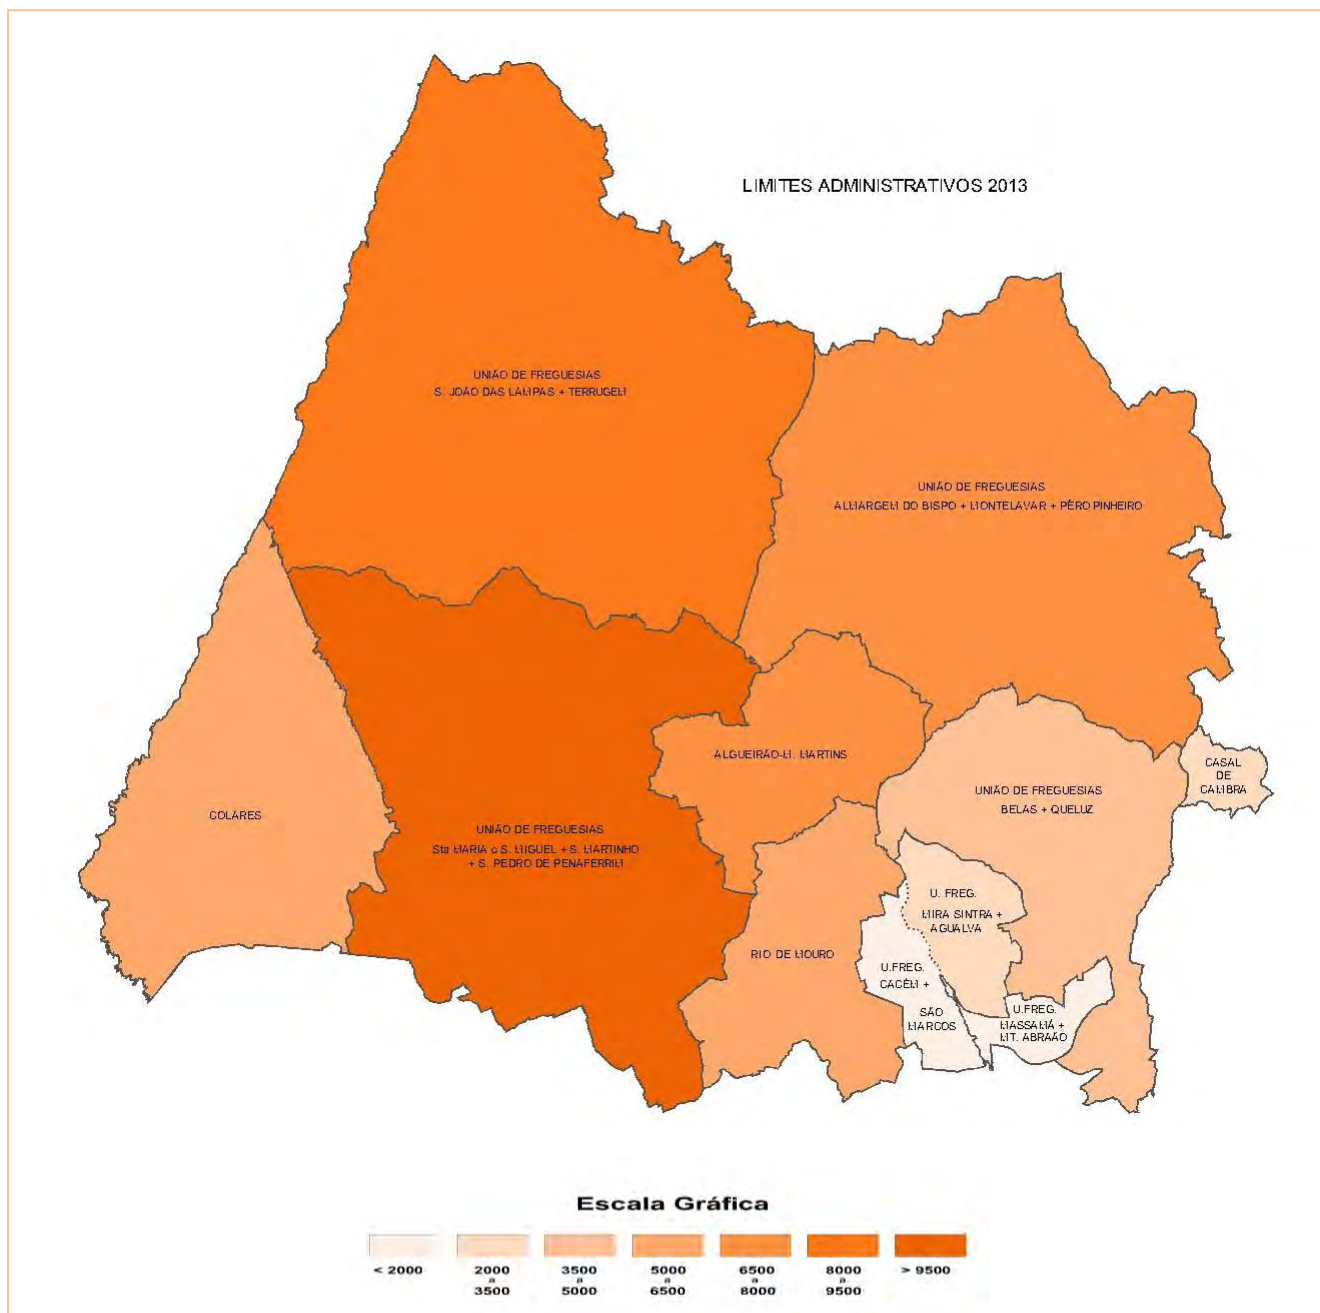 LIMITES ADMINISTRATIVOS 2013
UNIÃO DE FREGUESIAS
S. JOÃO DAS LAMPAS + TERRUGEM
UNIÃO DE FREGUESIAS
ALMARGEM DO BISPO + MONTELAVAR + PÊRO PINHEIRO
ALGUEIRÃO-M. MARTINS
CASAL
DE
CAMBRA
UNIÃO DE FREGUESIAS
BELAS + QUELUZ
COLARES
UNIÃO DE FREGUESIAS
Sta MARIA e S. MIGUEL + S. MARTINHO
+ S. PEDRO DE PENAFERRIM
U. FREG.
MIRA SINTRA +
AGUALVA
RIO DE MOURO
U.FREG.
CACÉM +
SÃO
MARCOS
U.FREG.
MASSAMÁ +
MT. ABRAÃO
Escala Gráfica
< 2000
2000
a
3500
3500
a
5000
5000
a
6500
6500
a
8000
8000
a
9500
> 9500